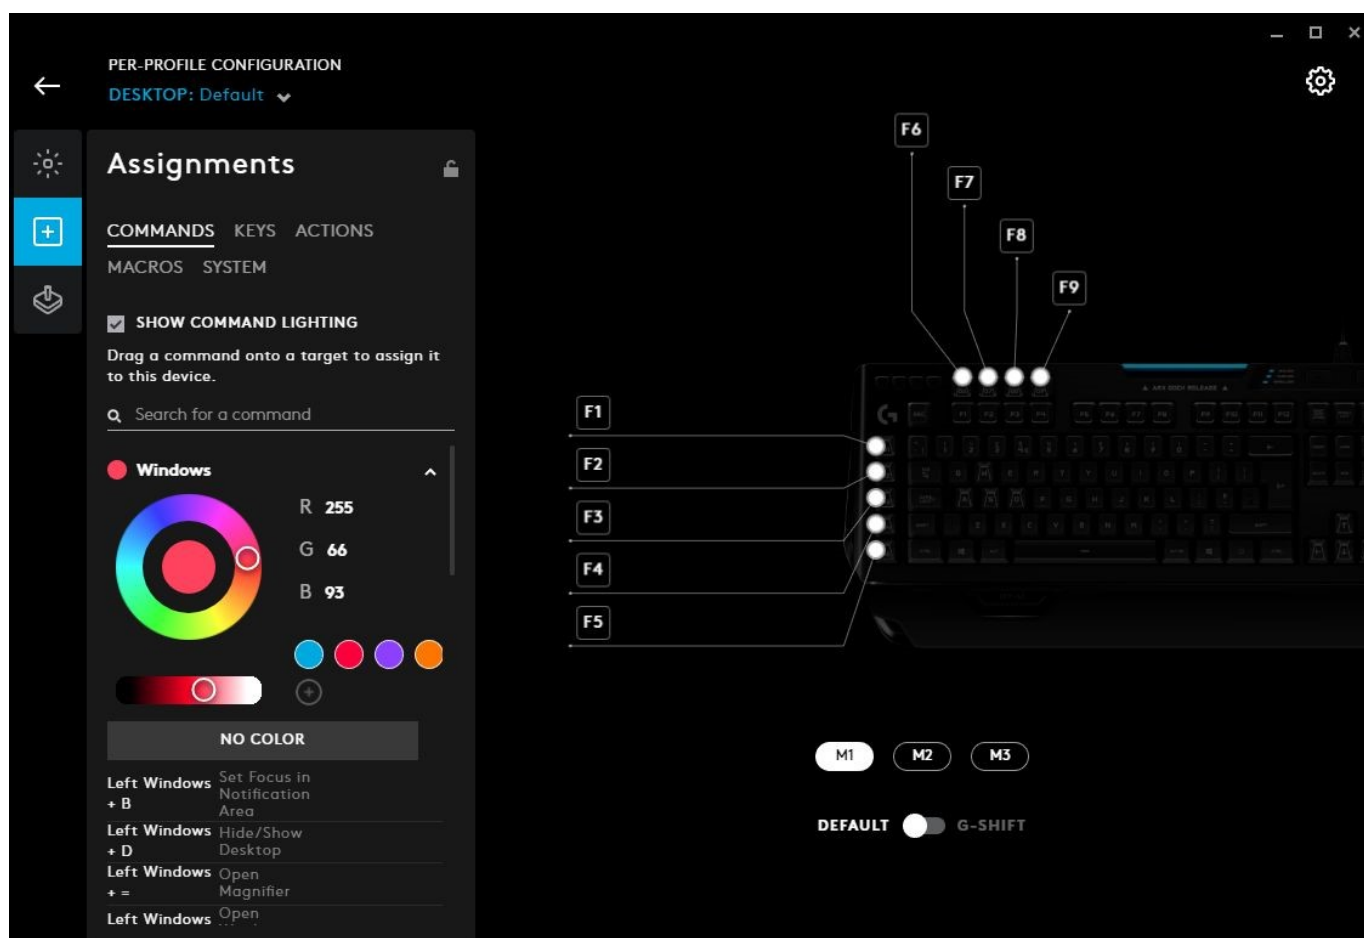 PER-PROFILE CONFIGURATION
DESKTOP: Default
Assignments
COMMANDS KEYS ACTIONS
MACROS SYSTEM
SHOW COMMAND LIGHTING
Drag a command onto a target to assign it
to this device.
Search for a command
Windows
R 255
G 66
B 93
NO COLOR
Left Windows
+ B
Set Focus in
Notification
Area
Left Windows
+ D
Hide/Show
Desktop
Left Windows
+ =
Open
Magnifier
Left Windows
Open
F6
F7
F8
F9
F1
F2
F3
F4
F5
M1 M2 M3
DEFAULT G-SHIFT